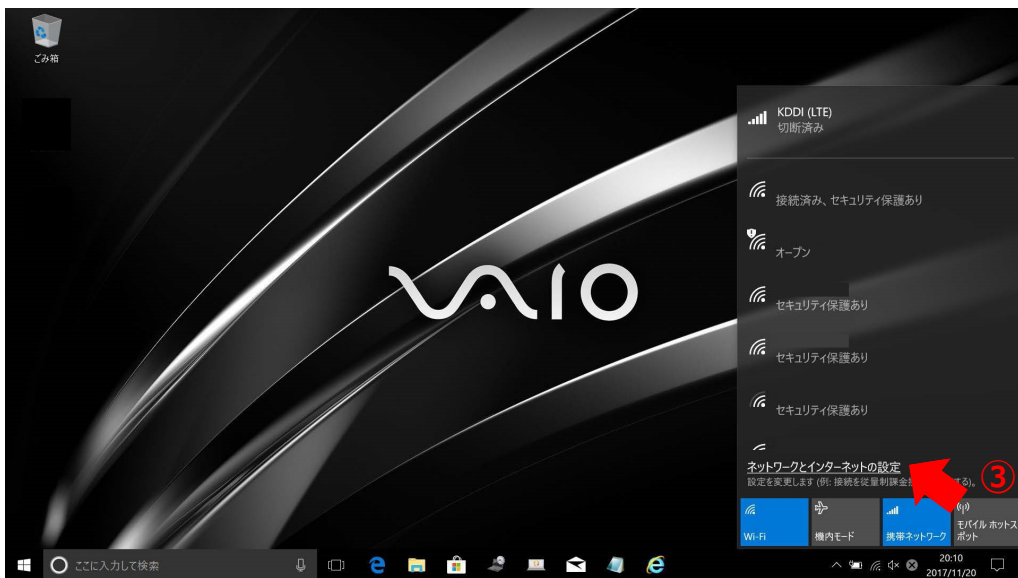 ごみ箱
VAIO
KDDI (LTE)
切断済み
接続済み、セキュリティ保護あり
オープン
セキュリティ保護あり
セキュリティ保護あり
セキュリティ保護あり
ネットワークとインターネットの設定
設定を変更します (例: 接続を従量制課金 する)。
③
Wi-Fi
機内モード
携帯ネットワーク
モバイル ホットス
ポット
ここに入力して検索
20:10
2017/11/20